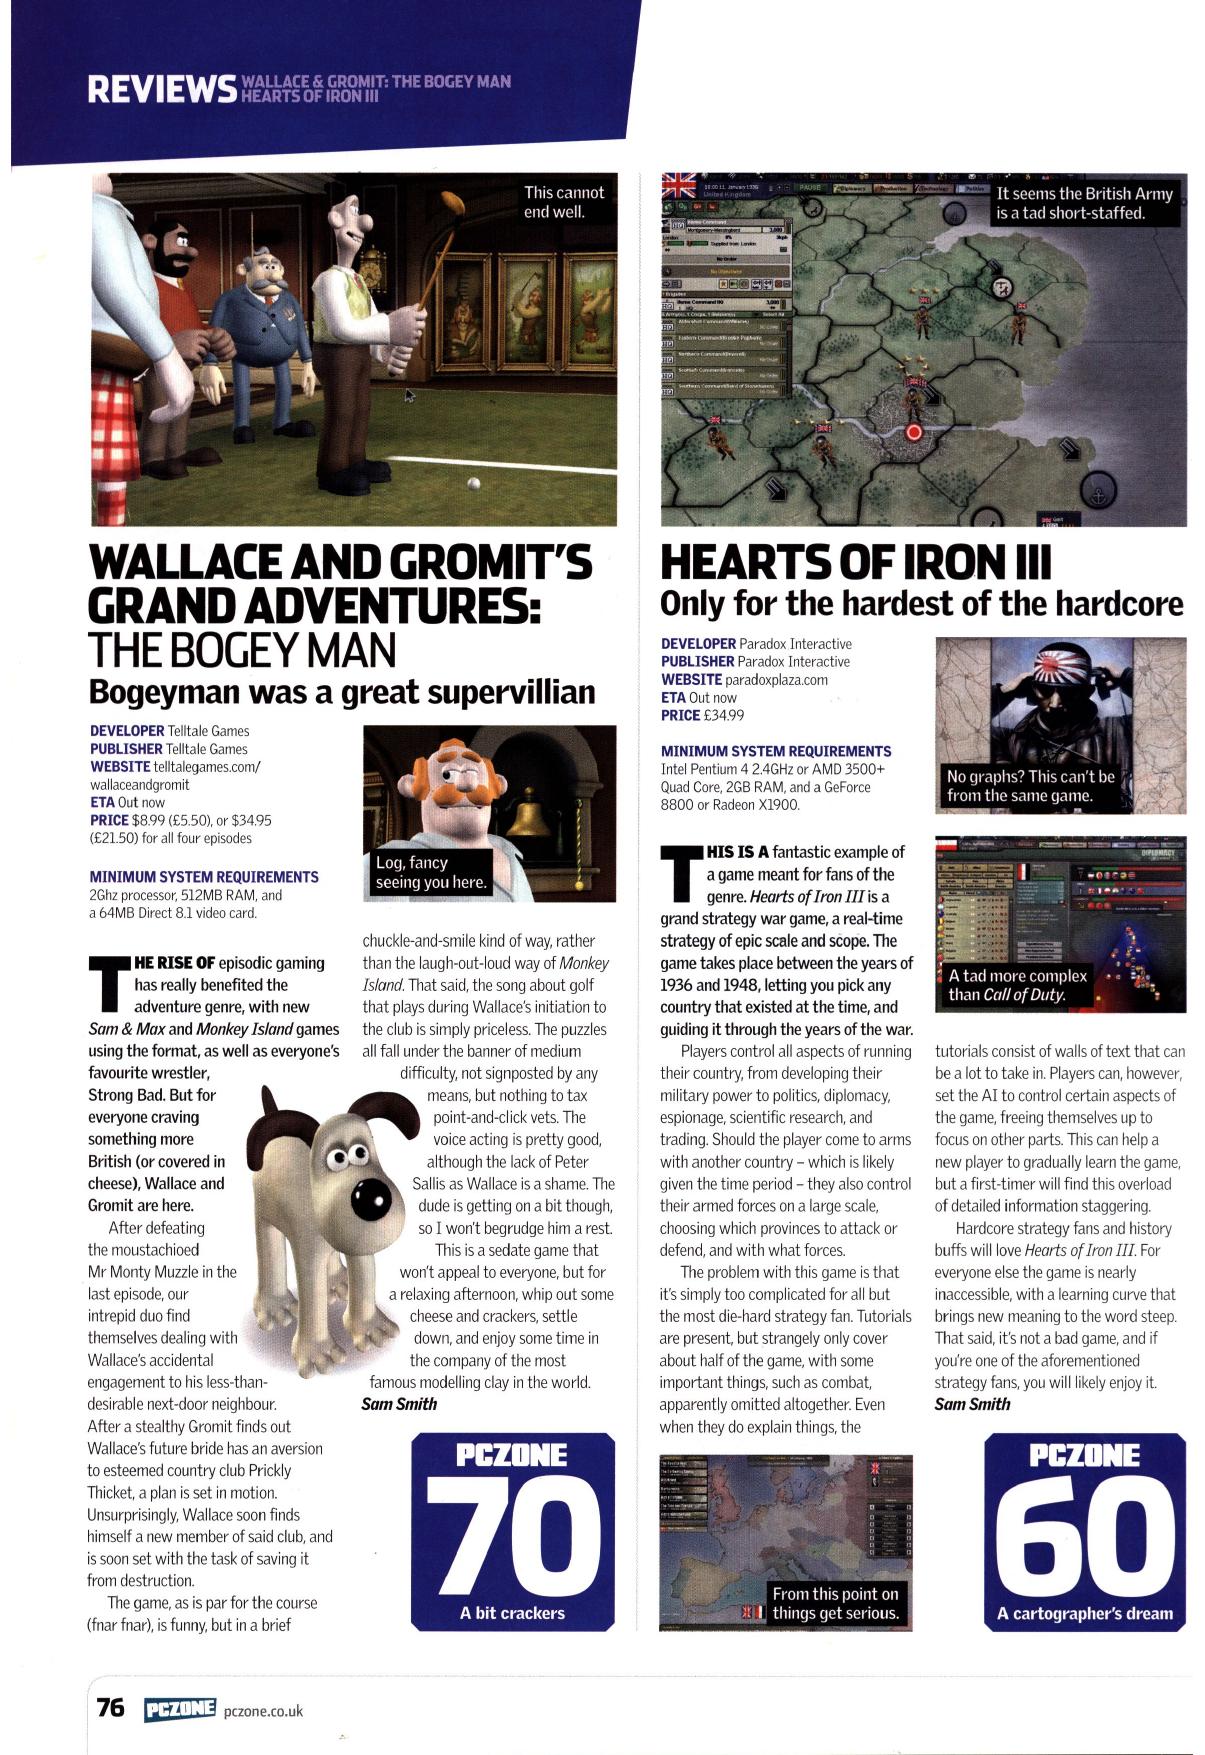 REVIEWS
WALLACE & GROMIT: THE BOGEY MAN
HEARTS OF IRON III
This cannot
end well.
WALLACE AND GROMIT'S
GRAND ADVENTURES:
THE BOGEY MAN
Bogeyman was a great supervillian
DEVELOPER Telltale Games
PUBLISHER Telltale Games
WEBSITE telltalegames.com/
wallaceandgromit
ETA Out now
PRICE $8.99 (£5.50), or $34.95
(£21.50) for all four episodes
MINIMUM SYSTEM REQUIREMENTS
2Ghz processor, 512MB RAM, and
a 64MB Direct 8.1 video card.
Log, fancy
seeing you here.
THE RISE OF episodic gaming
has really benefited the
adventure genre, with new
Sam & Max and Monkey Island games
using the format, as well as everyone's
favourite wrestler,
Strong Bad. But for
everyone craving
something more
British (or covered in
cheese), Wallace and
Gromit are here.
After defeating
the moustachioed
Mr Monty Muzzle in the
last episode, our
intrepid duo find
themselves dealing with
Wallace's accidental
engagement to his less-than-
desirable next-door neighbour.
After a stealthy Gromit finds out
Wallace's future bride has an aversion
to esteemed country club Prickly
Thicket, a plan is set in motion.
Unsurprisingly, Wallace soon finds
himself a new member of said club, and
is soon set with the task of saving it
from destruction.
The game, as is par for the course
(fnar fnar), is funny, but in a brief
chuckle-and-smile kind of way, rather
than the laugh-out-loud way of Monkey
Island. That said, the song about golf
that plays during Wallace's initiation to
the club is simply priceless. The puzzles
all fall under the banner of medium
difficulty, not signposted by any
means, but nothing to tax
point-and-click vets. The
voice acting is pretty good,
although the lack of Peter
Sallis as Wallace is a shame. The
dude is getting on a bit though,
so I won't begrudge him a rest.
This is a sedate game that
won't appeal to everyone, but for
a relaxing afternoon, whip out some
cheese and crackers, settle
down, and enjoy some time in
the company of the most
famous modelling clay in the world.
Sam Smith
PCZONE
70
A bit crackers
10:00 11, January 1936
United Kingdom
PAUSE
Diplomacy
Production
Technology
Politics
It seems the British Army
is a tad short-staffed.
HEARTS OF IRON III
Only for the hardest of the hardcore
DEVELOPER Paradox Interactive
PUBLISHER Paradox Interactive
WEBSITE paradoxplaza.com
ETA Out now
PRICE £34.99
MINIMUM SYSTEM REQUIREMENTS
Intel Pentium 4 2.4GHz or AMD 3500+
Quad Core, 2GB RAM, and a GeForce
8800 or Radeon X1900.
No graphs? This can't be
from the same game.
DIPLOMACY
A tad more complex
than Call of Duty.
THIS IS A fantastic example of
a game meant for fans of the
genre. Hearts of Iron III is a
grand strategy war game, a real-time
strategy of epic scale and scope. The
game takes place between the years of
1936 and 1948, letting you pick any
country that existed at the time, and
guiding it through the years of the war.
Players control all aspects of running
their country, from developing their
military power to politics, diplomacy,
espionage, scientific research, and
trading. Should the player come to arms
with another country – which is likely
given the time period – they also control
their armed forces on a large scale,
choosing which provinces to attack or
defend, and with what forces.
The problem with this game is that
it's simply too complicated for all but
the most die-hard strategy fan. Tutorials
are present, but strangely only cover
about half of the game, with some
important things, such as combat,
apparently omitted altogether. Even
when they do explain things, the
tutorials consist of walls of text that can
be a lot to take in. Players can, however,
set the AI to control certain aspects of
the game, freeing themselves up to
focus on other parts. This can help a
new player to gradually learn the game,
but a first-timer will find this overload
of detailed information staggering.
Hardcore strategy fans and history
buffs will love Hearts of Iron III. For
everyone else the game is nearly
inaccessible, with a learning curve that
brings new meaning to the word steep.
That said, it's not a bad game, and if
you're one of the aforementioned
strategy fans, you will likely enjoy it.
Sam Smith
From this point on
things get serious.
PCZONE
60
A cartographer's dream
76
PCZONE
pczone.co.uk